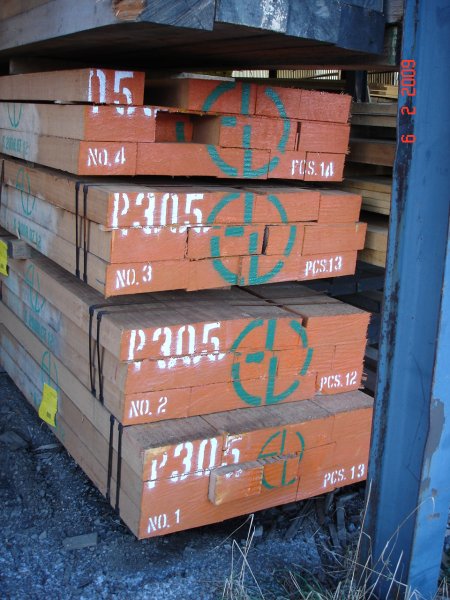 05
NO. 4 PCS. 14
P305
NO. 3 PCS. 13
P305
NO. 2 PCS. 12
P305
NO. 1 PCS. 13
6 2 2009